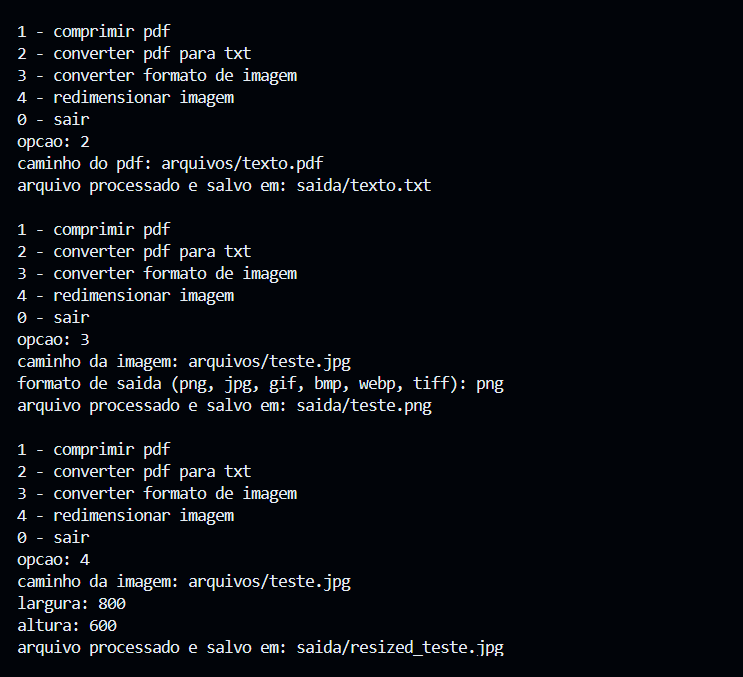 1 - comprimir pdf
2 - converter pdf para txt
3 - converter formato de imagem
4 - redimensionar imagem
0 - sair
opcao: 2
caminho do pdf: arquivos/texto.pdf
arquivo processado e salvo em: saida/texto.txt

1 - comprimir pdf
2 - converter pdf para txt
3 - converter formato de imagem
4 - redimensionar imagem
0 - sair
opcao: 3
caminho da imagem: arquivos/teste.jpg
formato de saida (png, jpg, gif, bmp, webp, tiff): png
arquivo processado e salvo em: saida/teste.png

1 - comprimir pdf
2 - converter pdf para txt
3 - converter formato de imagem
4 - redimensionar imagem
0 - sair
opcao: 4
caminho da imagem: arquivos/teste.jpg
largura: 800
altura: 600
arquivo processado e salvo em: saida/resized_teste.jpg